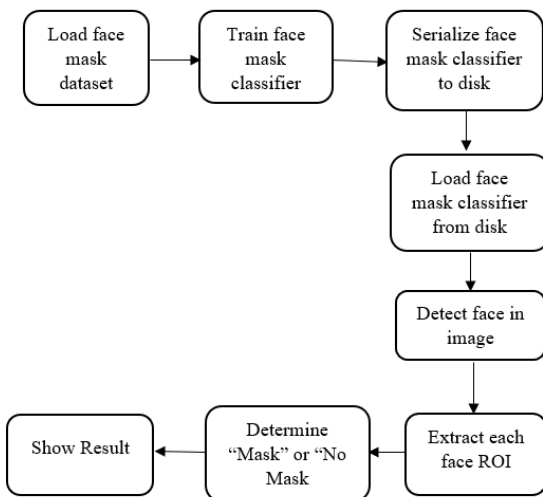 Load face
mask
dataset
Train face
mask
classifier
Serialize face
mask classifier
to disk
Load face
mask classifier
from disk
Detect face in
image
Extract each
face ROI
Determine
“Mask” or “No
Mask
Show Result